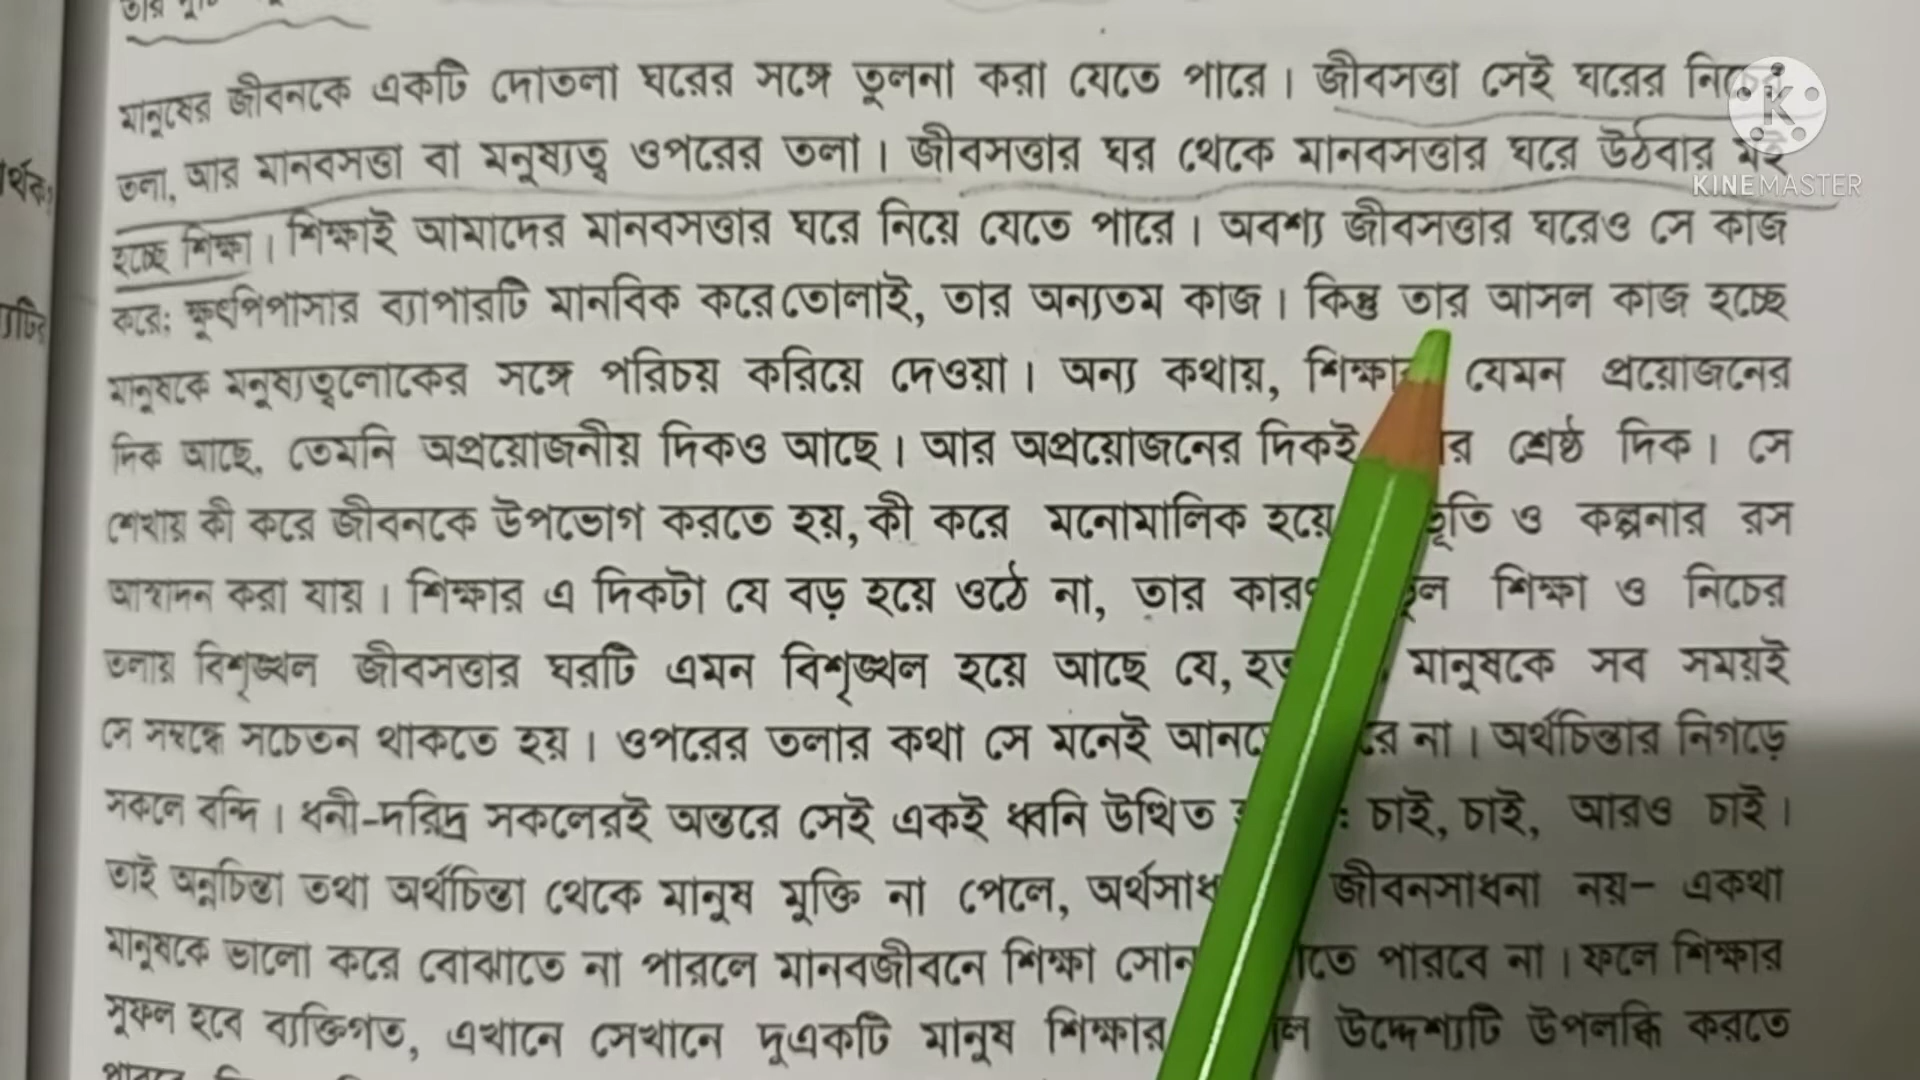 মানুষের জীবনকে একটি দোতলা ঘরের সঙ্গে তুলনা করা যেতে পারে। জীবসত্তা সেই ঘরের
তলা, আর মানবসত্তা বা মনুষ্যত্ব ওপরের তলা। জীবসত্তার ঘর থেকে মানবসত্তার ঘরে উঠবার মই
KINEMASTER
হচ্ছে শিক্ষা। শিক্ষাই আমাদের মানবসত্তার ঘরে নিয়ে যেতে পারে। অবশ্য জীবসত্তার ঘরেও সে কাজ
করে; ক্ষুৎপিপাসার ব্যাপারটি মানবিক করে তোলাই, তার অন্যতম কাজ। কিন্তু তার আসল কাজ হচ্ছে
মানুষকে মনুষ্যত্বলোকের সঙ্গে পরিচয় করিয়ে দেওয়া। অন্য কথায়, শিক্ষার যেমন প্রয়োজনের
দিক আছে, তেমনি অপ্রয়োজনীয় দিকও আছে। আর অপ্রয়োজনের দিকই শ্রেষ্ঠ দিক। সে
শেখায় কী করে জীবনকে উপভোগ করতে হয়, কী করে মনোমালিক হয়ে ও কল্পনার রস
আস্বাদন করা যায়। শিক্ষার এ দিকটা যে বড় হয়ে ওঠে না, তার কারণ শিক্ষা ও নিচের
তলায় বিশৃঙ্খল জীবসত্তার ঘরটি এমন বিশৃঙ্খল হয়ে আছে যে, মানুষকে সব সময়ই
সে সম্বন্ধে সচেতন থাকতে হয়। ওপরের তলার কথা সে মনেই না। অর্থচিন্তার নিগড়ে
সকলে বন্দি। ধনী-দরিদ্র সকলেরই অন্তরে সেই একই ধ্বনি উত্থিত চাই, চাই, আরও চাই।
তাই অন্নচিন্তা তথা অর্থচিন্তা থেকে মানুষ মুক্তি না পেলে, জীবনসাধনা নয়- একথা
মানুষকে ভালো করে বোঝাতে না পারলে মানবজীবনে শিক্ষা পারবে না। ফলে শিক্ষার
সুফল হবে ব্যক্তিগত, এখানে সেখানে দুএকটি মানুষ শিক্ষার উদ্দেশ্যটি উপলব্ধি করতে